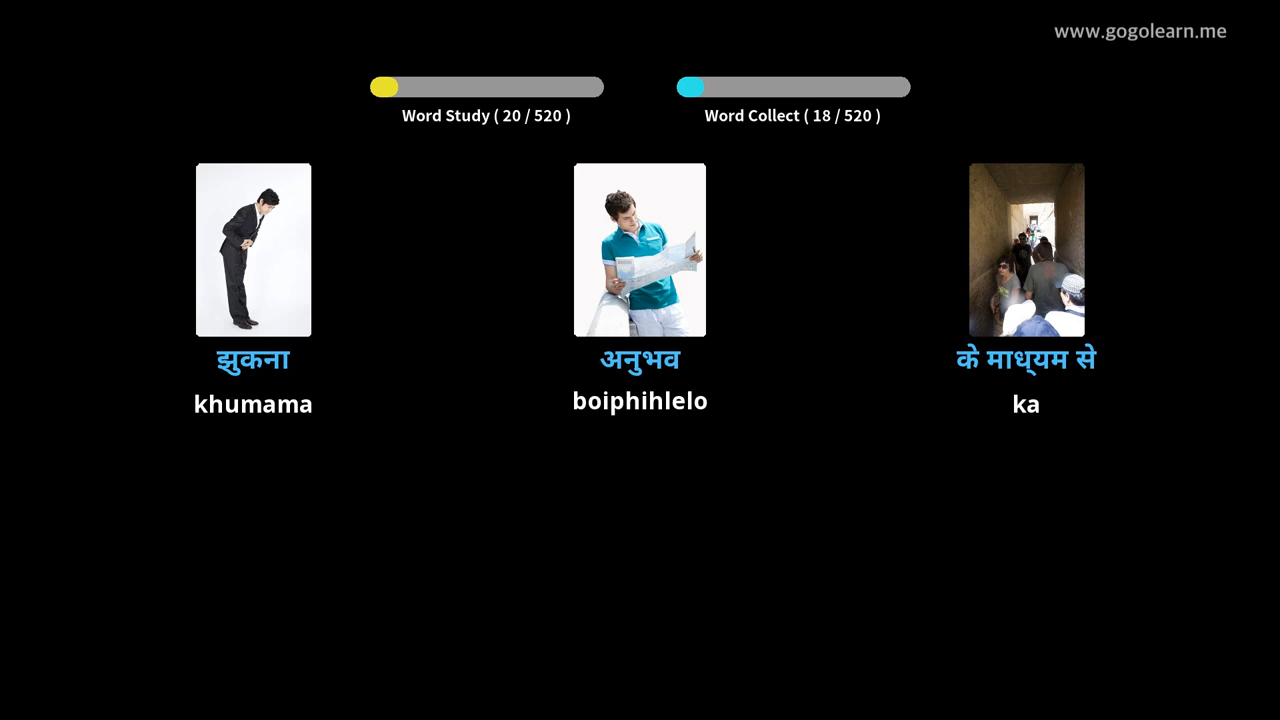 www.gogolearn.me
Word Study ( 20 / 520 )
Word Collect ( 18 / 520 )
झुकना
अनुभव
के माध्यम से
khumama
boiphihlelo
ka